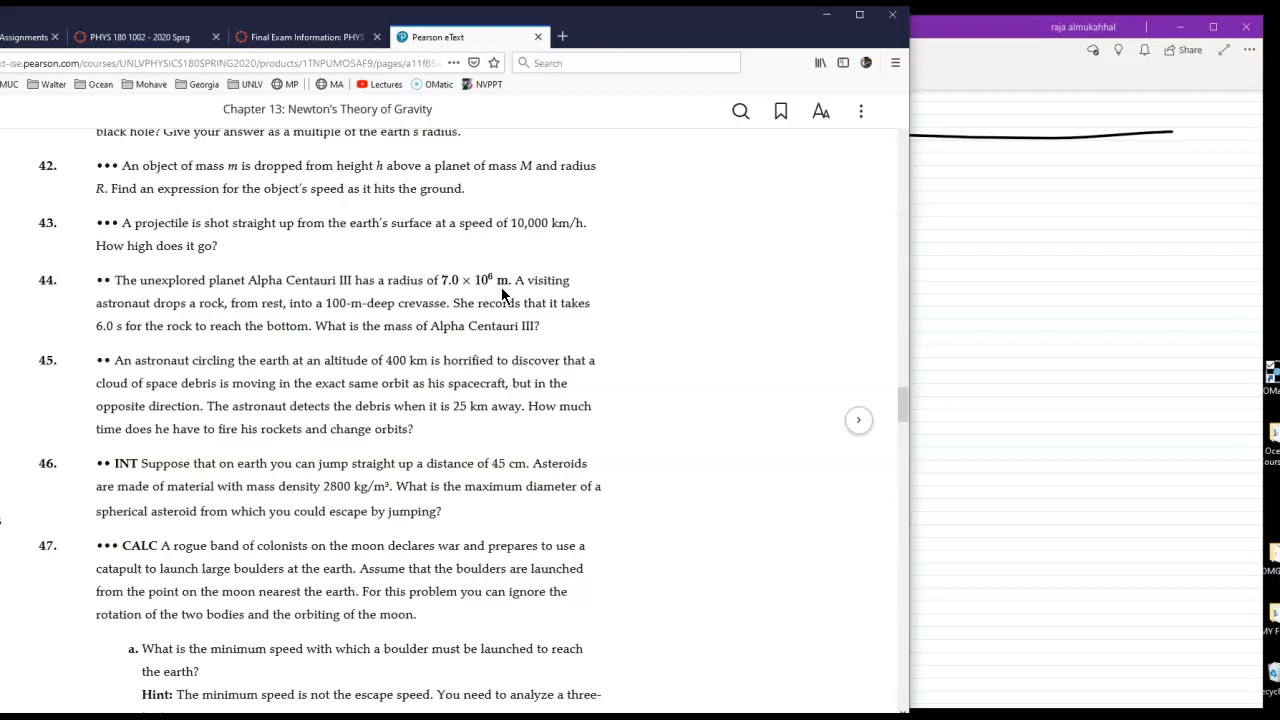 raja almukahhal
Assignments
PHYS 180 1002 - 2020 Sprg
Final Exam Information: PHYS
Pearson eText
xt-ise.pearson.com/courses/UNLVPHYSICS180SPRING2020/products/
Search
Share
MUC Walter Ocean Mohave Georgia UNLV MP MA Lectures OMatic NVPPT
Chapter 13: Newton's Theory of Gravity
black hole? Give your answer as a multiple of the earth's radius.
42. ••• An object of mass m is dropped from height h above a planet of mass M and radius
R. Find an expression for the object's speed as it hits the ground.
43. ••• A projectile is shot straight up from the earth's surface at a speed of 10,000 km/h.
How high does it go?
44. •• The unexplored planet Alpha Centauri III has a radius of 7.0 × 10⁶ m. A visiting
astronaut drops a rock, from rest, into a 100-m-deep crevasse. She records that it takes
6.0 s for the rock to reach the bottom. What is the mass of Alpha Centauri III?
45. •• An astronaut circling the earth at an altitude of 400 km is horrified to discover that a
cloud of space debris is moving in the exact same orbit as his spacecraft, but in the
opposite direction. The astronaut detects the debris when it is 25 km away. How much
time does he have to fire his rockets and change orbits?
46. •• INT Suppose that on earth you can jump straight up a distance of 45 cm. Asteroids
are made of material with mass density 2800 kg/m³. What is the maximum diameter of a
spherical asteroid from which you could escape by jumping?
47. ••• CALC A rogue band of colonists on the moon declares war and prepares to use a
catapult to launch large boulders at the earth. Assume that the boulders are launched
from the point on the moon nearest the earth. For this problem you can ignore the
rotation of the two bodies and the orbiting of the moon.
a. What is the minimum speed with which a boulder must be launched to reach
the earth?
Hint: The minimum speed is not the escape speed. You need to analyze a three-